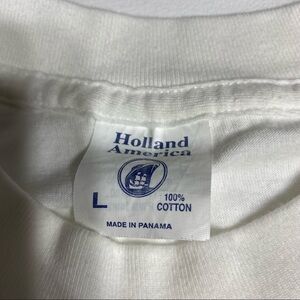 Holland
America
L
100%
COTTON
MADE IN PANAMA